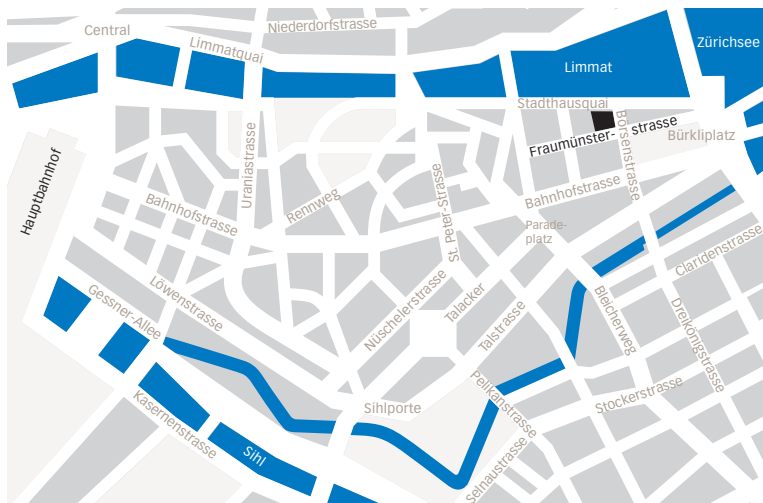 Niederdorfstrasse
Central
Limmatquai
Zürichsee
Limmat
Stadthausquai
Börsenstrasse
Fraumünster-strasse
Bürkliplatz
Hauptbahnhof
Uraniastrasse
Rennweg
Bahnhofstrasse
St. Peter-Strasse
Bahnhofstrasse
Parade-
platz
Claridenstrasse
Löwenstrasse
Gessner-Allee
Nüschelerstrasse
Talacker
Talstrasse
Bleicherweg
Dreikönigstrasse
Pelikanstrasse
Stockerstrasse
Sihlporte
Kasernenstrasse
Sihl
Selnaustrasse